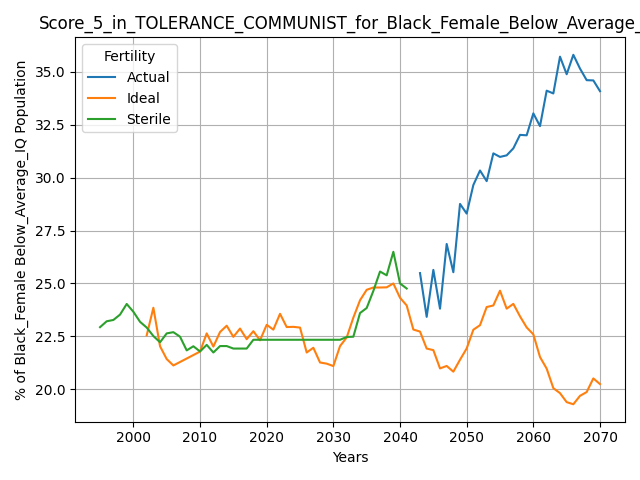 Score_5_in_TOLERANCE_COMMUNIST_for_Black_Female_Below_Average_
% of Black_Female Below_Average_IQ Population
Fertility
Actual
Ideal
Sterile
35.0
32.5
30.0
27.5
25.0
22.5
20.0
2000 2010 2020 2030 2040 2050 2060 2070
Years